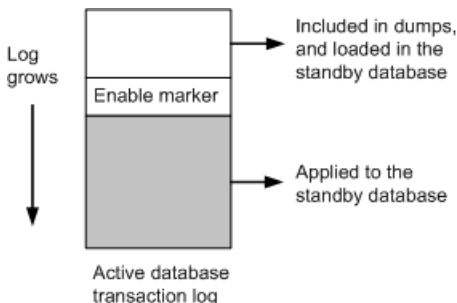 Log
grows
Included in dumps,
and loaded in the
standby database
Enable marker
Applied to the
standby database
Active database
transaction log